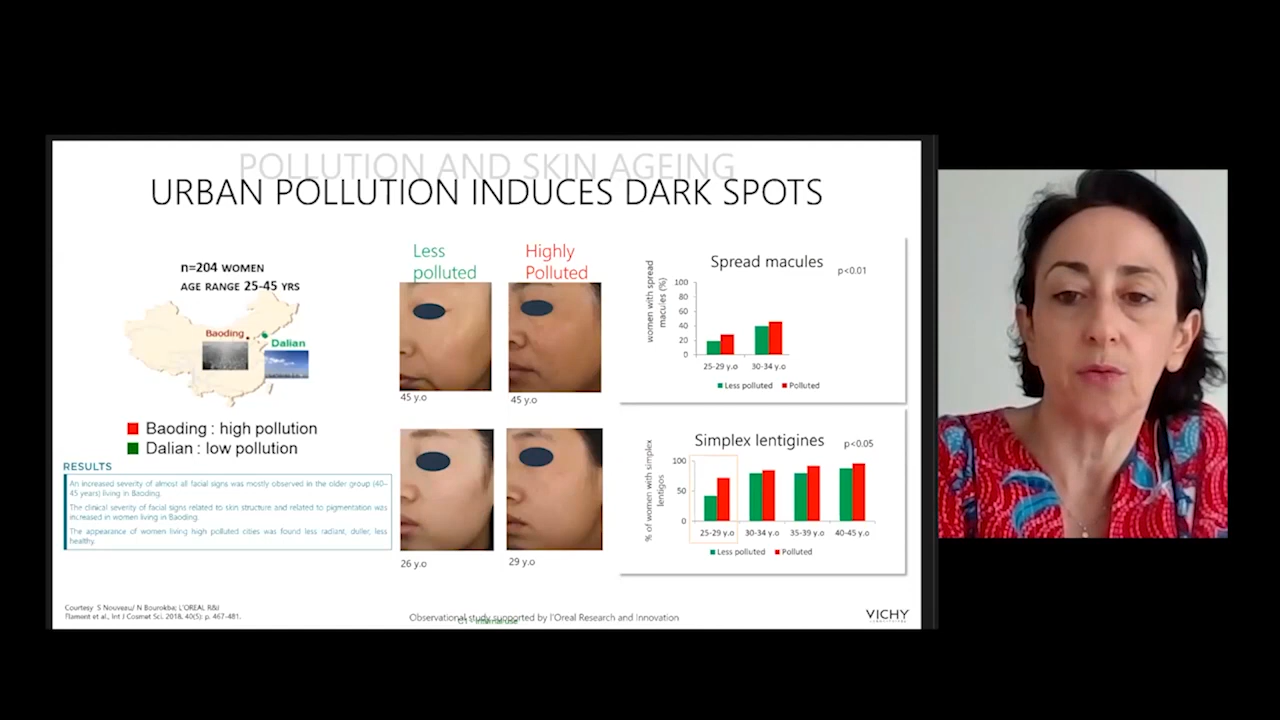 POLLUTION AND SKIN AGEING
URBAN POLLUTION INDUCES DARK SPOTS
n=204 WOMEN
AGE RANGE 25-45 YRS
Baoding
Dalian
Baoding : high pollution
Dalian : low pollution
RESULTS
An increased severity of almost all facial signs was mostly observed in the older group (40–
45 years) living in Baoding.
The clinical severity of facial signs related to skin structure and related to pigmentation was
increased in women living in Baoding.
The appearance of women living high polluted cities was found less radiant, duller, less
healthy.
Less
polluted
Highly
Polluted
45 y.o
45 y.o
26 y.o
29 y.o
Spread macules
p<0.01
women with spread
macules (%)
100
80
60
40
20
0
25-29 y.o
30-34 y.o
Less polluted
Polluted
Simplex lentigines
p<0.05
% of women with simplex
lentigos
100
50
0
25-29 y.o
30-34 y.o
35-39 y.o
40-45 y.o
Less polluted
Polluted
Courtesy S Nouveau/ N Bourokba; L'OREAL R&I
Flament et al., Int J Cosmet Sci. 2018, 40(5): p. 467-481.
Observational study supported by l'Oreal Research and Innovation
C1 - Internal use
VICHY
LABORATOIRES